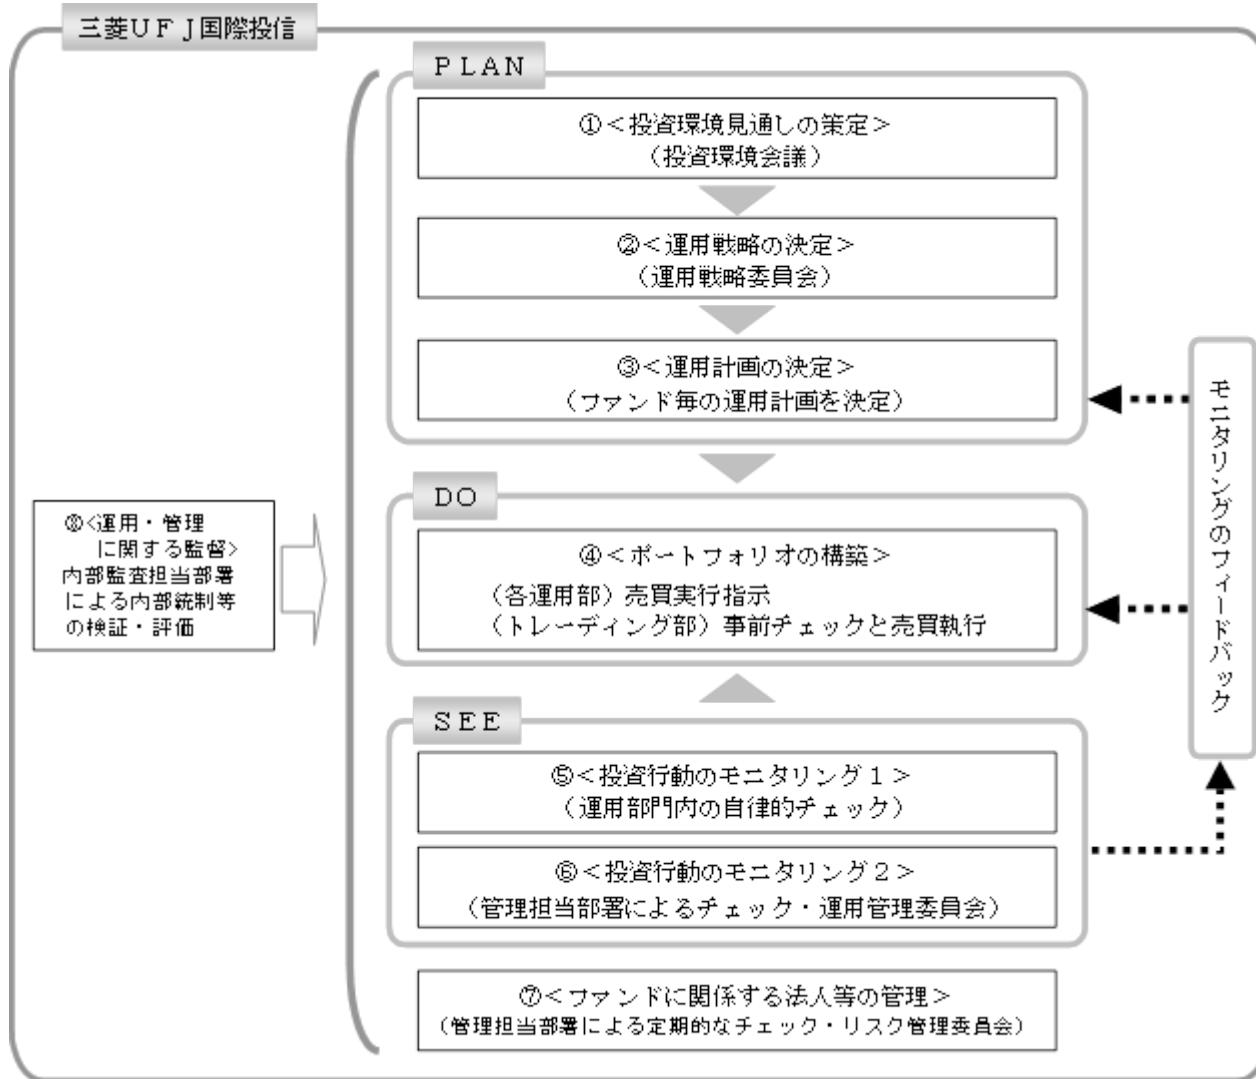 三菱ＵＦＪ国際投信
ＰＬＡＮ
①＜投資環境見通しの策定＞
（投資環境会議）
②＜運用戦略の決定＞
（運用戦略委員会）
③＜運用計画の決定＞
（ファンド毎の運用計画を決定）
ＤＯ
④＜ポートフォリオの構築＞
（各運用部）売買実行指示
（トレーディング部）事前チェックと売買執行
ＳＥＥ
⑤＜投資行動のモニタリング１＞
（運用部門内の自律的チェック）
⑥＜投資行動のモニタリング２＞
（管理担当部署によるチェック・運用管理委員会）
⑦＜ファンドに関係する法人等の管理＞
（管理担当部署による定期的なチェック・リスク管理委員会）
⑧<運用・管理
に関する監督>
内部監査担当部署
による内部統制等
の検証・評価
モニタリングのフィードバック